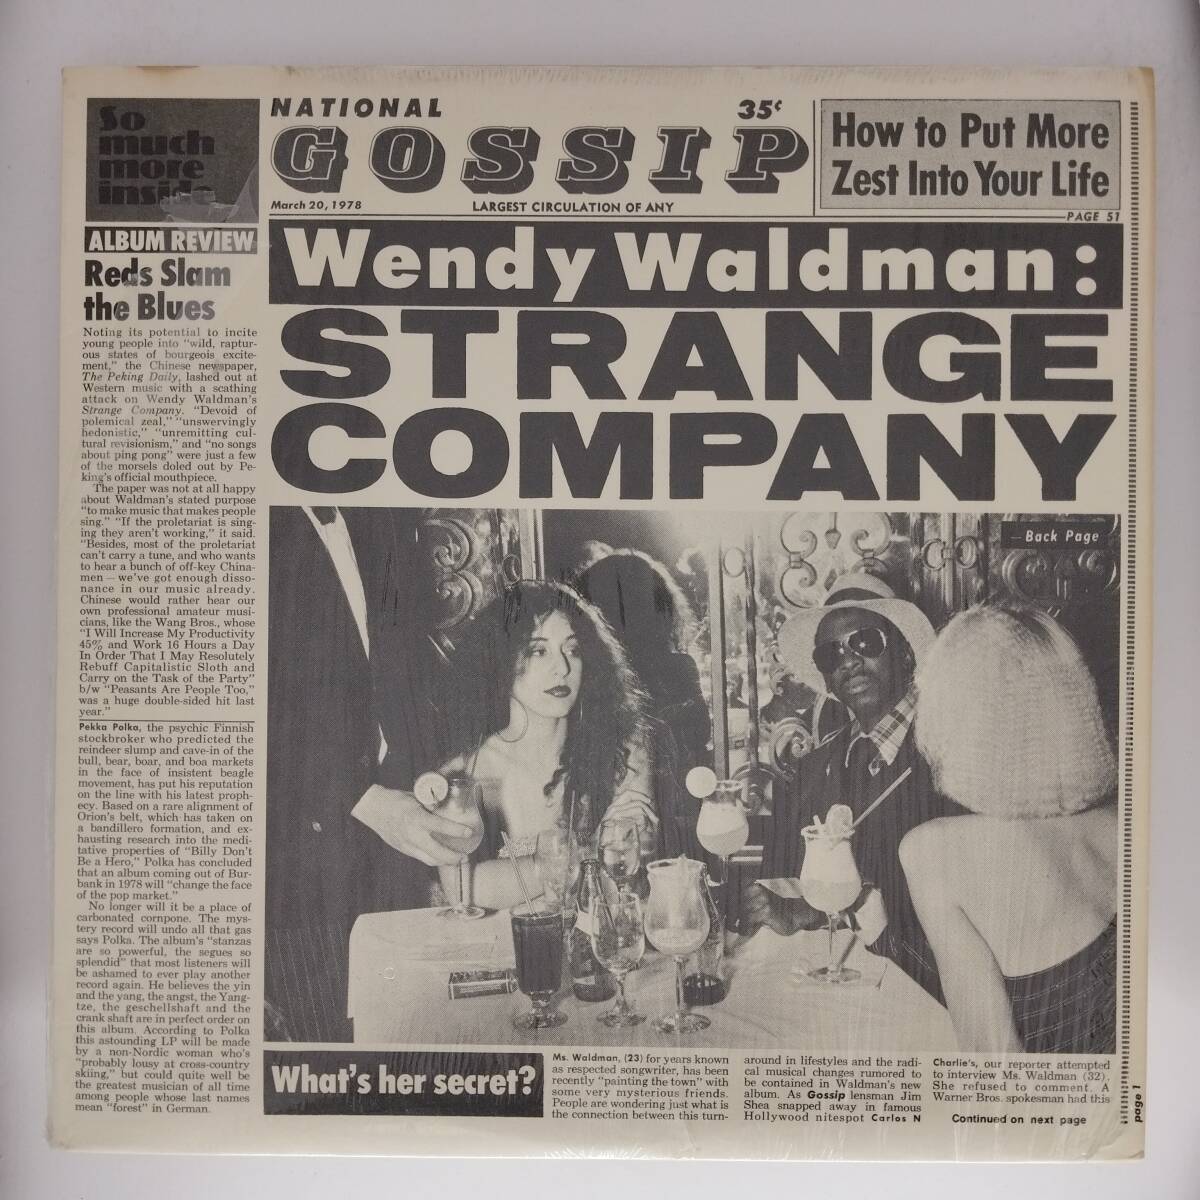 So
much
more
inside
NATIONAL
35¢
GOSSIP
March 20, 1978
LARGEST CIRCULATION OF ANY
How to Put More
Zest Into Your Life
PAGE 51
ALBUM REVIEW
Reds Slam
the Blues
Noting its potential to incite
young people into “wild, raptur-
ous states of bourgeois excite-
ment,” the Chinese newspaper,
The Peking Daily, lashed out at
Western music with a scathing
attack on Wendy Waldman’s
Strange Company. “Devoid of
polemical zeal,” “unswervingly
hedonistic,” “unremitting cul-
tural revisionism,” and “no songs
about ping pong” were just a few
of the morsels doled out by Pe-
king’s official mouthpiece.
The paper was not at all happy
about Waldman’s stated purpose
“to make music that makes people
sing.” “If the proletariat is sing-
ing they aren’t working,” it said.
“Besides, most of the proletariat
can’t carry a tune, and who wants
to hear a bunch of off-key China-
men — we’ve got enough disso-
nance in our music already.
Chinese would rather hear our
own professional amateur musi-
cians, like the Wang Bros., whose
“I Will Increase My Productivity
45% and Work 16 Hours a Day
In Order That I May Resolutely
Rebuff Capitalistic Sloth and
Carry on the Task of the Party”
b/w “Peasants Are People Too,”
was a huge double-sided hit last
year.”
Pekka Polka, the psychic Finnish
stockbroker who predicted the
reindeer slump and cave-in of the
bull, bear, boar, and boa markets
in the face of insistent beagle
movement, has put his reputation
on the line with his latest proph-
ecy. Based on a rare alignment of
Orion’s belt, which has taken on
a bandillero formation, and ex-
hausting research into the medi-
tative properties of “Billy Don’t
Be a Hero,” Polka has concluded
that an album coming out of Bur-
bank in 1978 will “change the face
of the pop market.”
No longer will it be a place of
carbonated cornpone. The mys-
tery record will undo all that gas
says Polka. The album’s “stanzas
are so powerful, the segues so
splendid” that most listeners will
be ashamed to ever play another
record again. He believes the yin
and the yang, the angst, the Yang-
tze, the geschellshaft and the
crank shaft are in perfect order on
this album. According to Polka
this astounding LP will be made
by a non-Nordic woman who’s
“probably lousy at cross-country
skiing,” but could quite well be
the greatest musician of all time
among people whose last names
mean “forest” in German.
Wendy Waldman:
STRANGE
COMPANY
—Back Page
What’s her secret?
Ms. Waldman, (23) for years known
as respected songwriter, has been
recently “painting the town” with
some very mysterious friends.
People are wondering just what is
the connection between this turn-
around in lifestyles and the radi-
cal musical changes rumored to
be contained in Waldman’s new
album. As Gossip lensman Jim
Shea snapped away in famous
Hollywood nitespot Carlos N
Charlie’s, our reporter attempted
to interview Ms. Waldman (32).
She refused to comment. A
Warner Bros. spokesman had this
Continued on next page
page 1